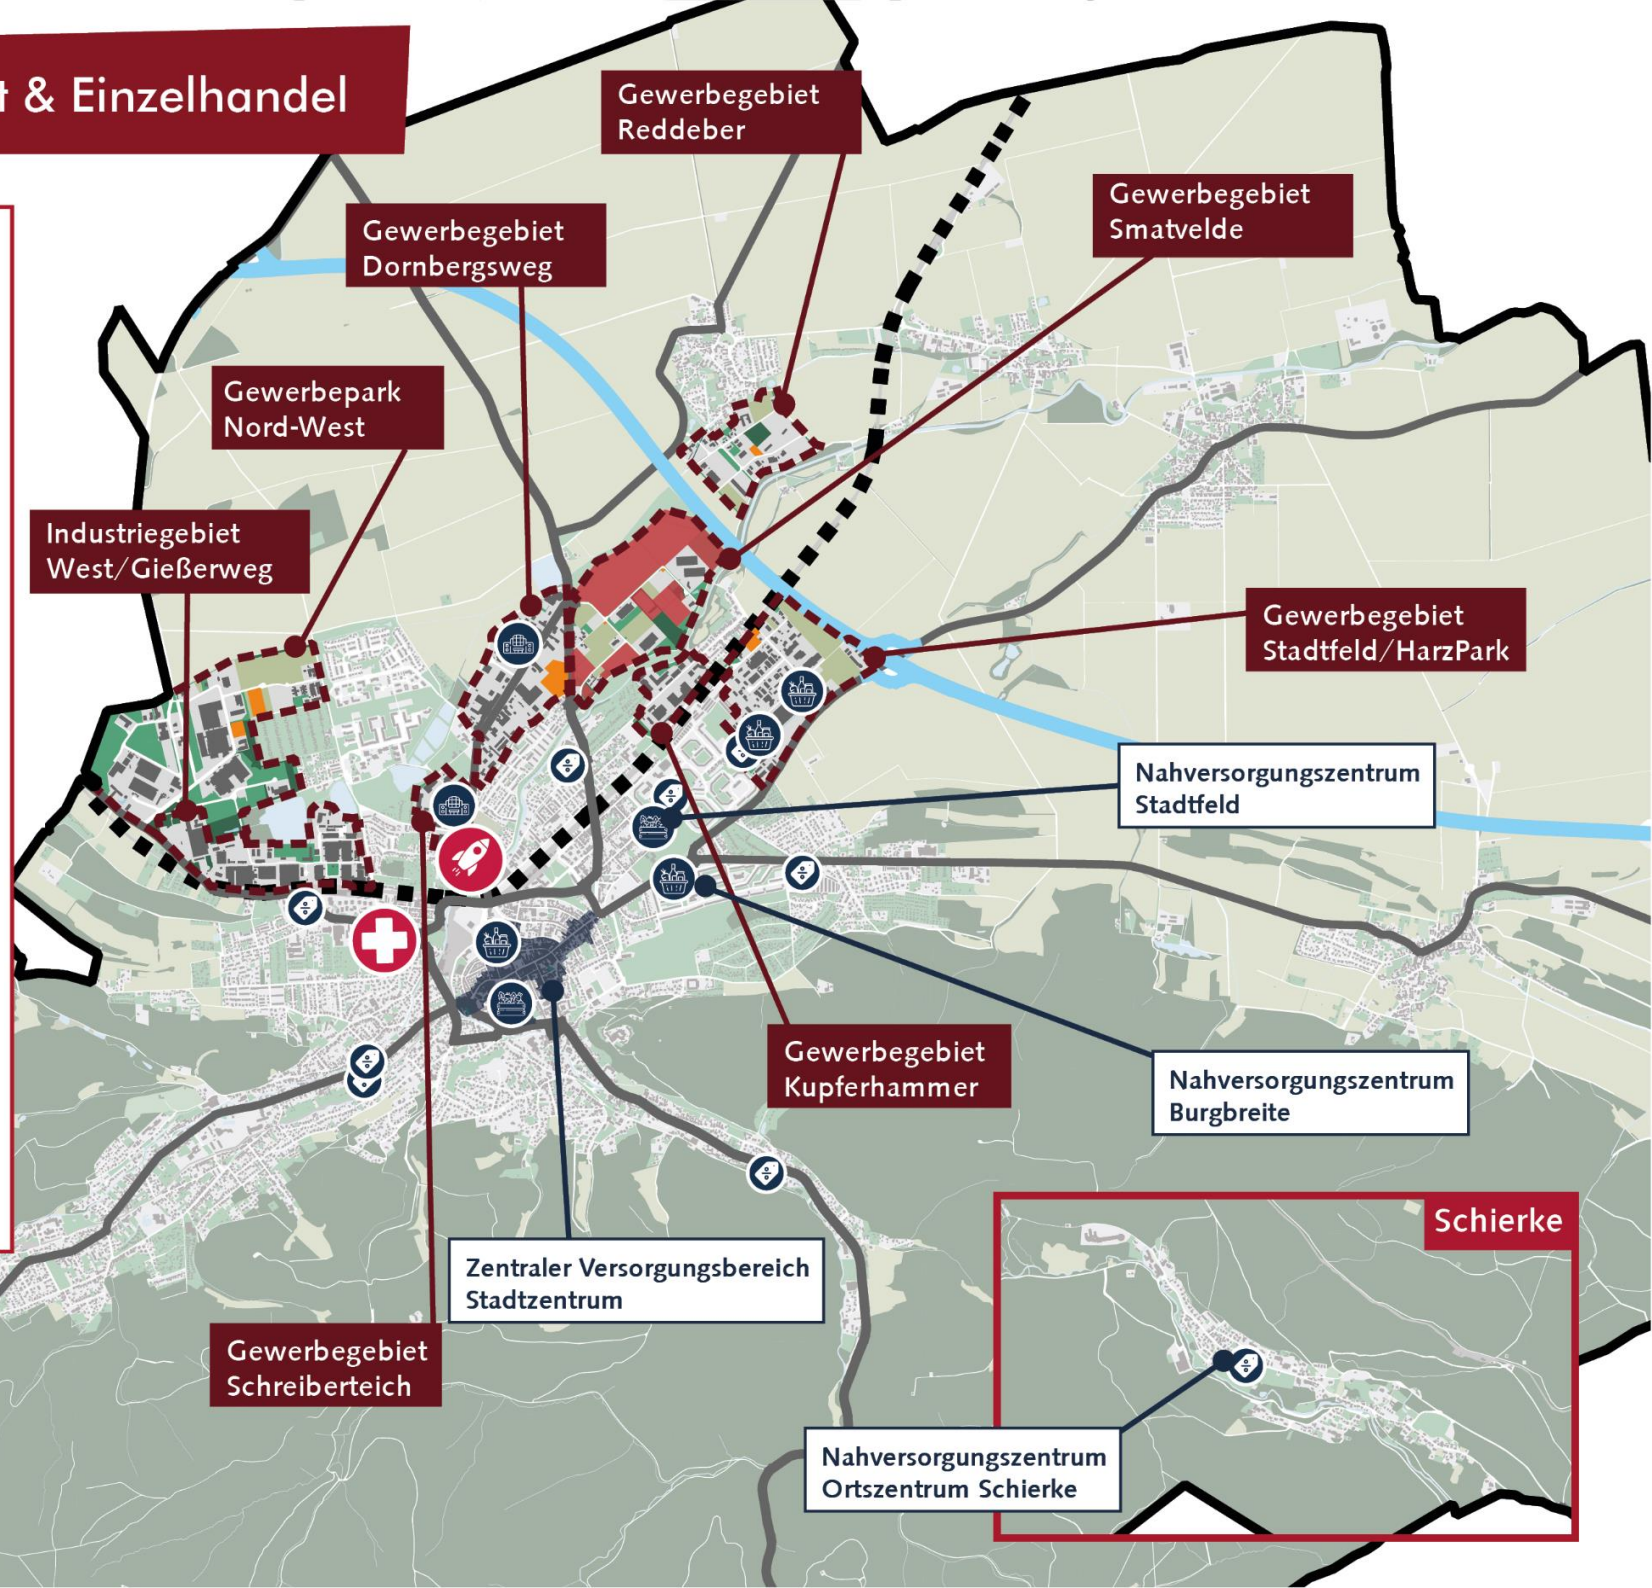 & Einzelhandel
Gewerbegebiet
Reddeber
Gewerbegebiet
Smatvelde
Gewerbegebiet
Dornbergsweg
Gewerbepark
Nord-West
Industriegebiet
West/Gießerweg
Gewerbegebiet
Stadtfeld/HarzPark
Nahversorgungszentrum
Stadtfeld
Gewerbegebiet
Kupferhammer
Nahversorgungszentrum
Burgbreite
Schierke
Zentraler Versorgungsbereich
Stadtzentrum
Gewerbegebiet
Schreiberteich
Nahversorgungszentrum
Ortszentrum Schierke